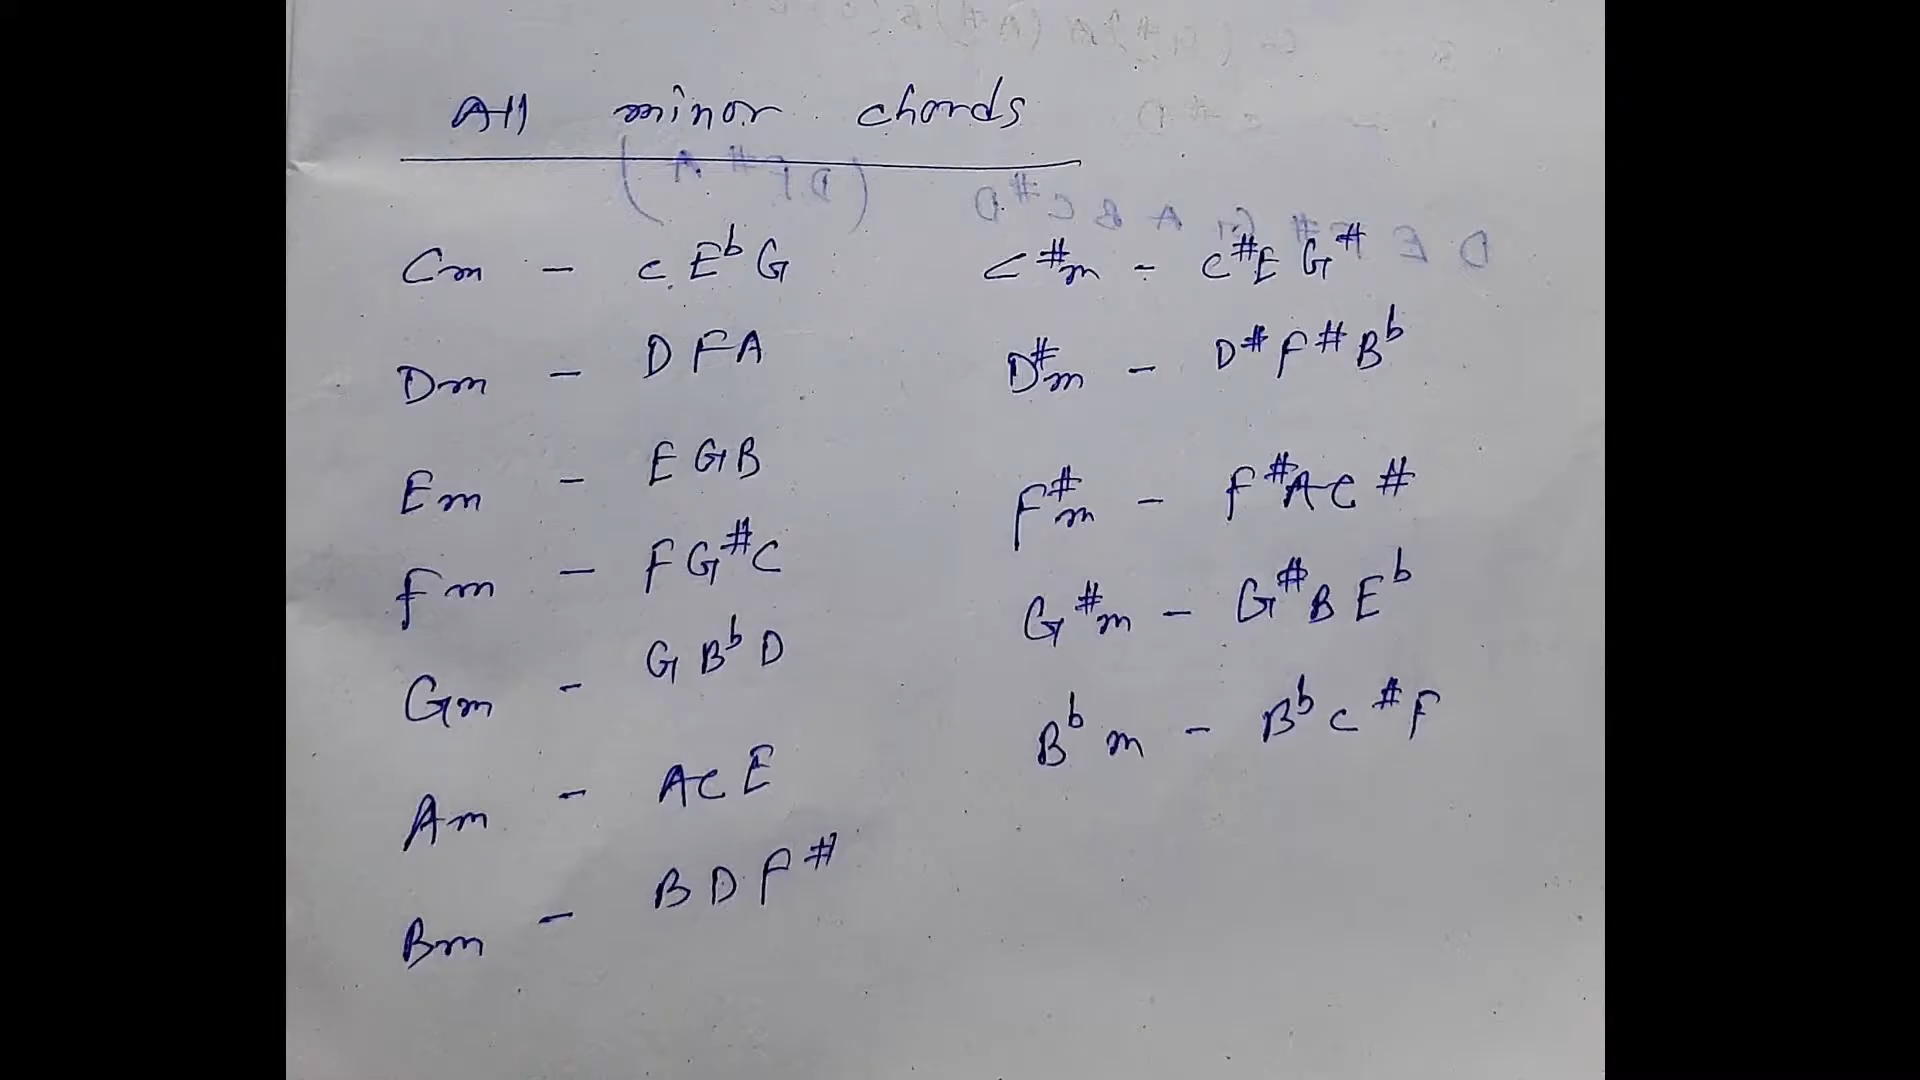 All minor chords
Cm - C E♭ G
Dm - D F A
Em - E G B
Fm - F G# C
Gm - G B♭ D
Am - A C E
Bm - B D F#
C#m - C# E G#
D#m - D# F# B♭
F#m - F# A C#
G#m - G# B E♭
B♭m - B♭ C# F